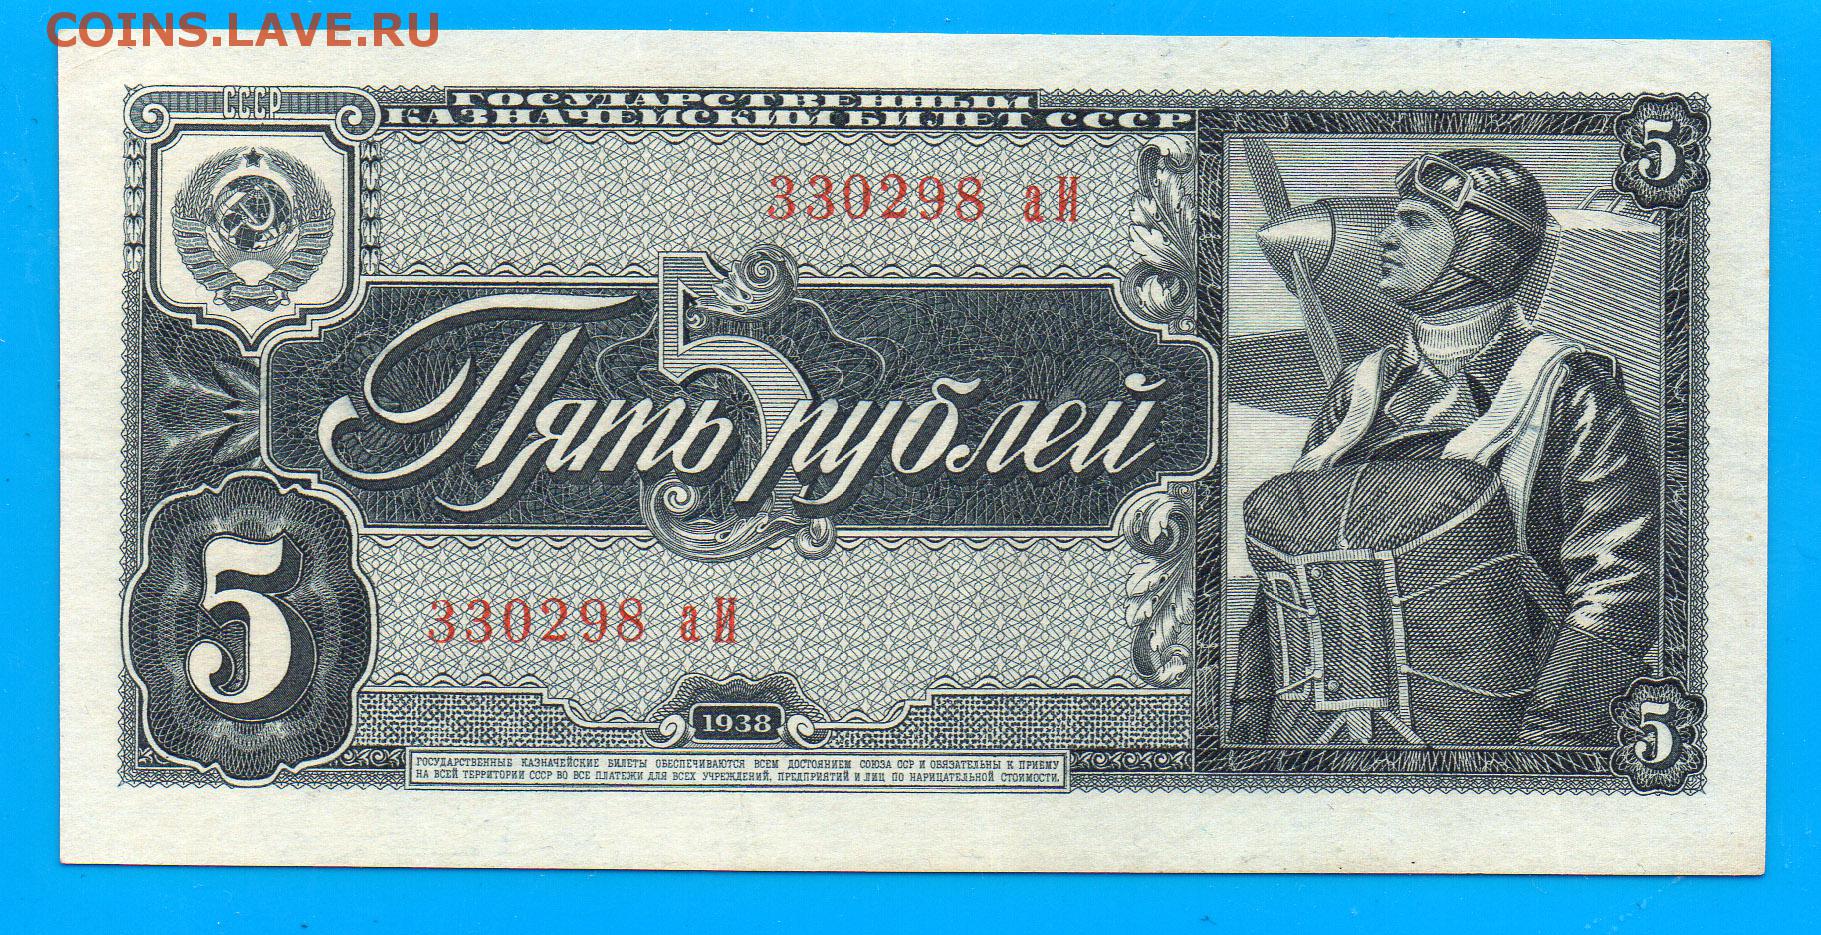 COINS.LAVE.RU
СССР
ГОСУДАРСТВЕННЫЙ
КАЗНАЧЕЙСКИЙ БИЛЕТ СССР
5
330298 аИ
5
Пять рублей
5
330298 аИ
1938
5
ГОСУДАРСТВЕННЫЕ КАЗНАЧЕЙСКИЕ БИЛЕТЫ ОБЕСПЕЧИВАЮТСЯ ВСЕМ ДОСТОЯНИЕМ СОЮЗА ССР И ОБЯЗАТЕЛЬНЫ К ПРИЕМУ
НА ВСЕЙ ТЕРРИТОРИИ СССР ВО ВСЕ ПЛАТЕЖИ ДЛЯ ВСЕХ УЧРЕЖДЕНИЙ, ПРЕДПРИЯТИЙ И ЛИЦ ПО НАРИЦАТЕЛЬНОЙ СТОИМОСТИ.